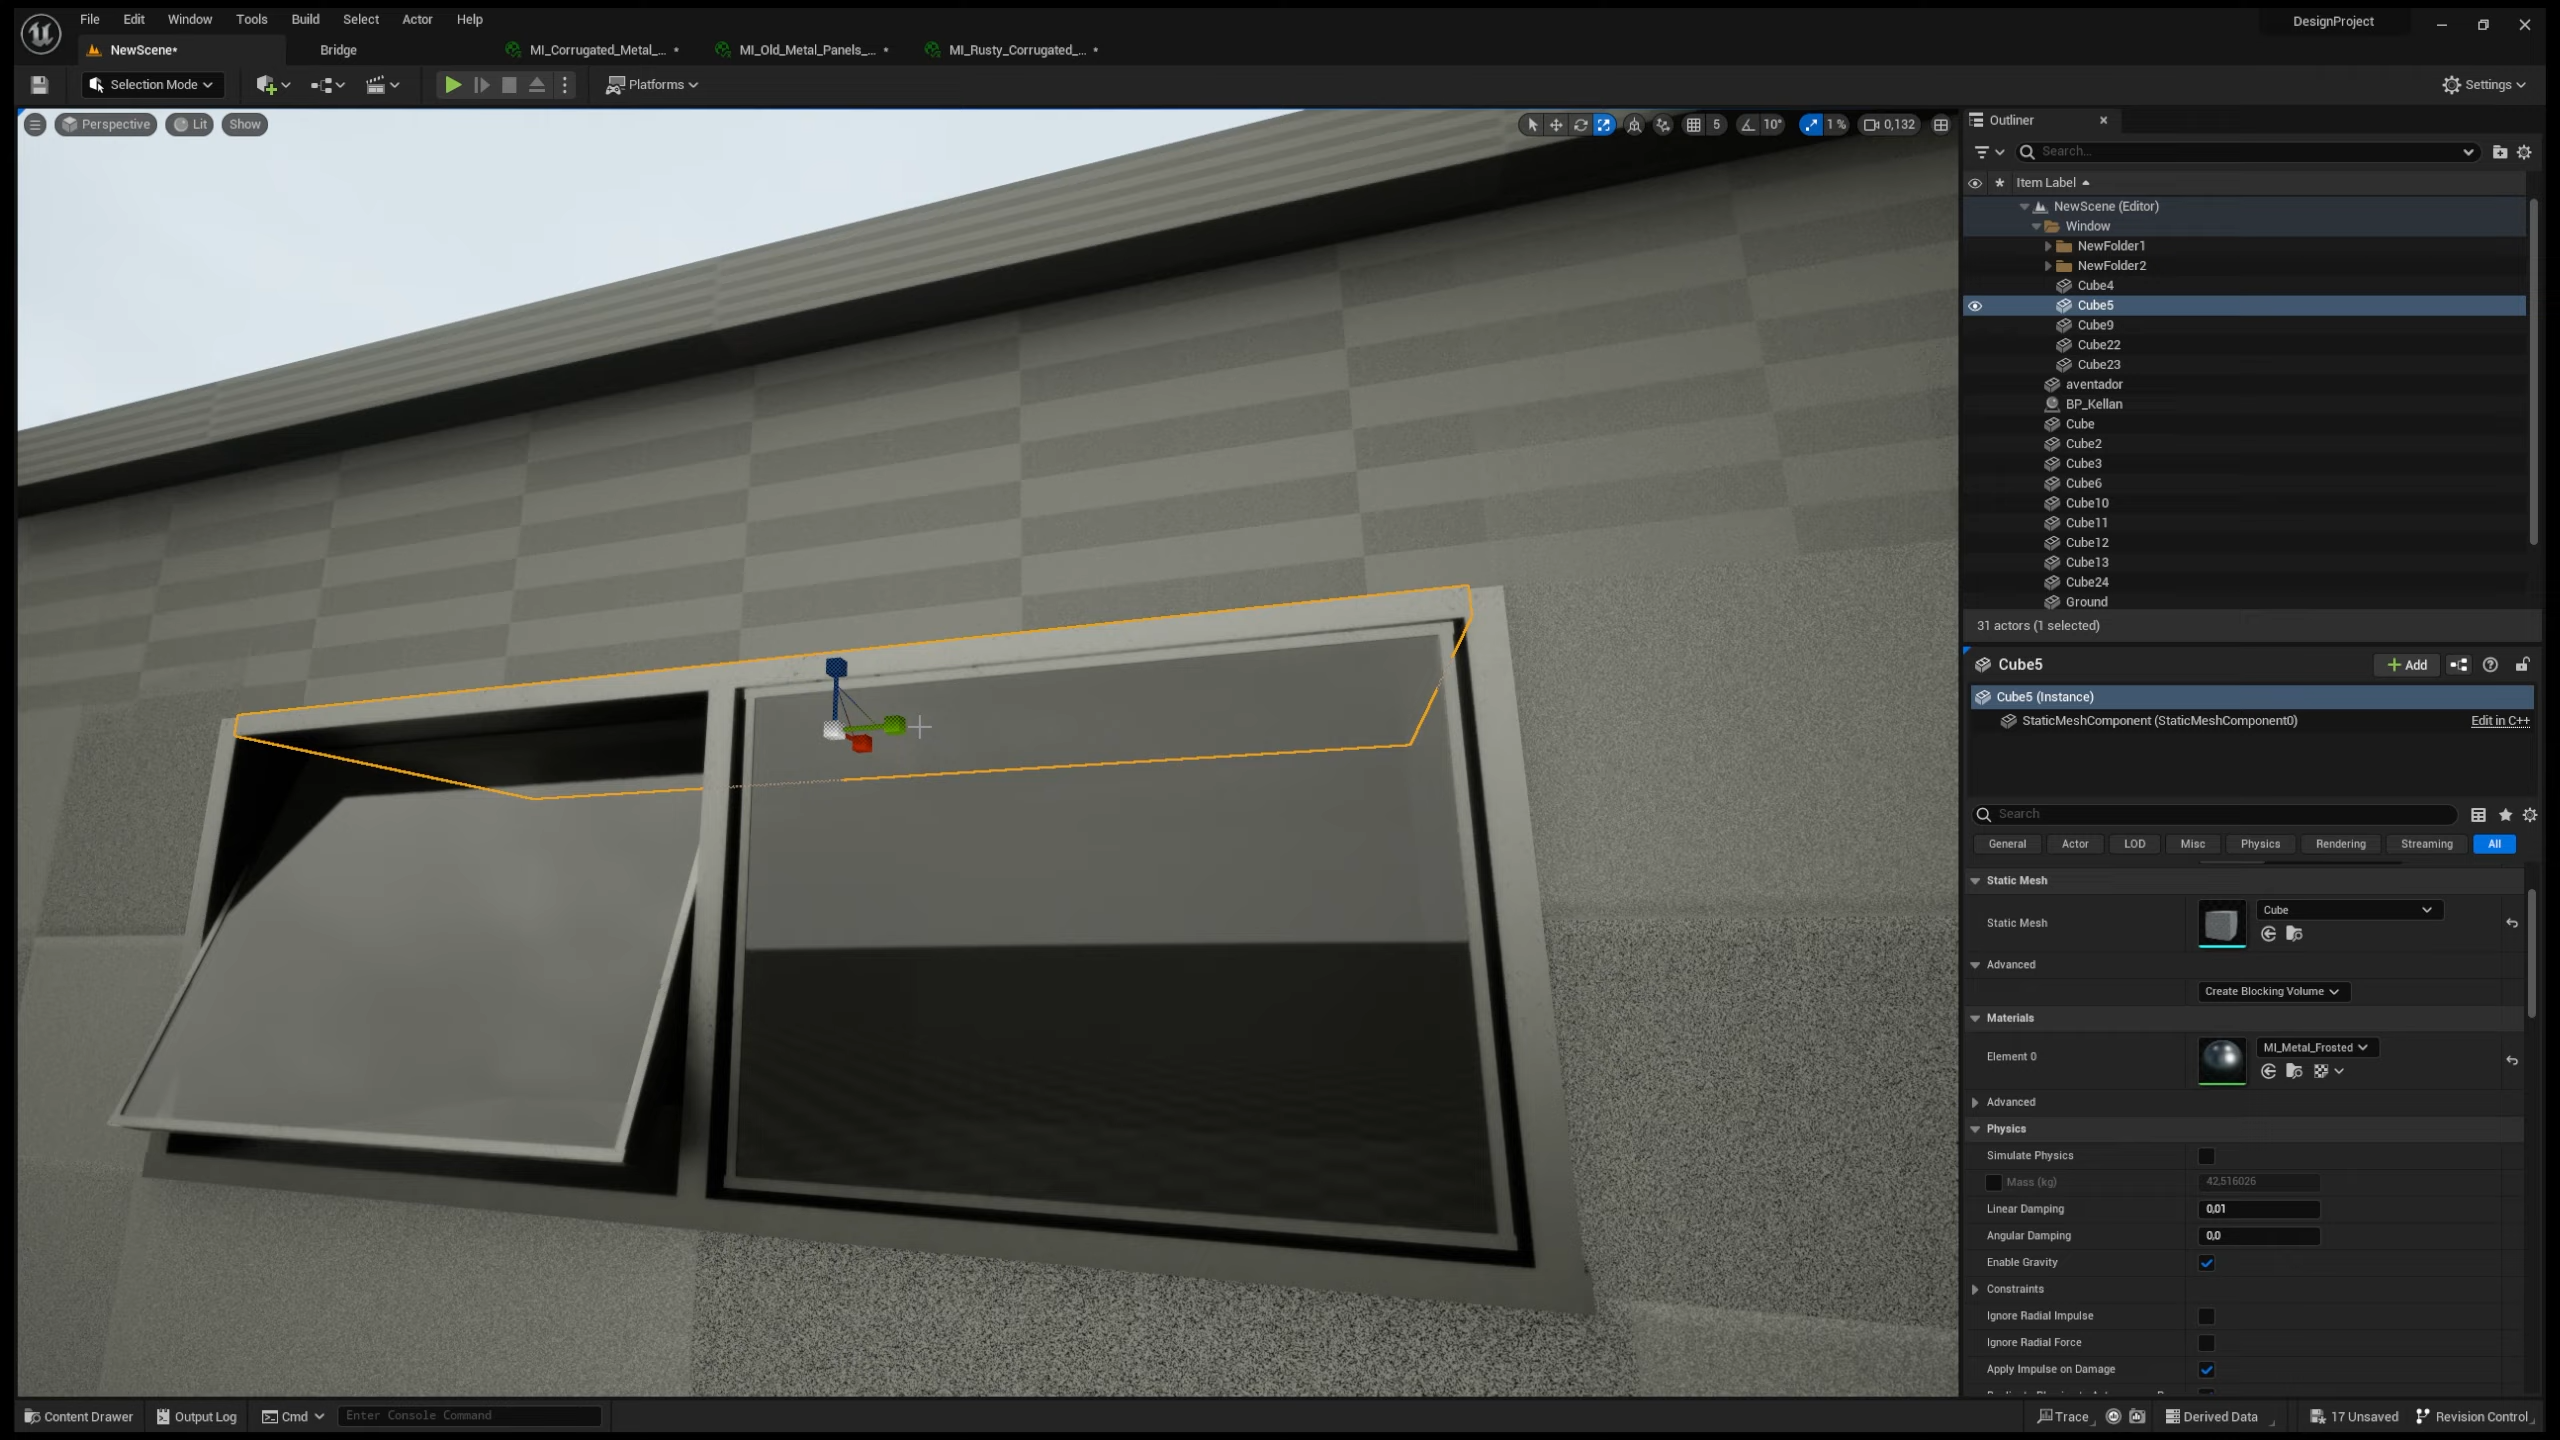 File Edit Window Tools Build Select Actor Help
DesignProject
NewScene* Bridge MI_Corrugated_Metal_... • MI_Old_Metal_Panels_... • MI_Rusty_Corrugated_... •
Selection Mode Platforms Settings
Perspective Lit Show 5 10° 1 % 0,132
Outliner
Search...
Item Label
NewScene (Editor)
Window
NewFolder1
NewFolder2
Cube4
Cube5
Cube9
Cube22
Cube23
aventador
BP_Kellan
Cube
Cube2
Cube3
Cube6
Cube10
Cube11
Cube12
Cube13
Cube24
Ground
31 actors (1 selected)
Cube5 + Add
Cube5 (Instance)
StaticMeshComponent (StaticMeshComponent0) Edit in C++
Search
General Actor LOD Misc Physics Rendering Streaming All
Static Mesh
Static Mesh Cube
Advanced
Create Blocking Volume
Materials
Element 0 MI_Metal_Frosted
Advanced
Physics
Simulate Physics
Mass (kg) 42,516026
Linear Damping 0,01
Angular Damping 0,0
Enable Gravity
Constraints
Ignore Radial Impulse
Ignore Radial Force
Apply Impulse on Damage
Content Drawer Output Log Cmd Enter Console Command Trace Derived Data 17 Unsaved Revision Control